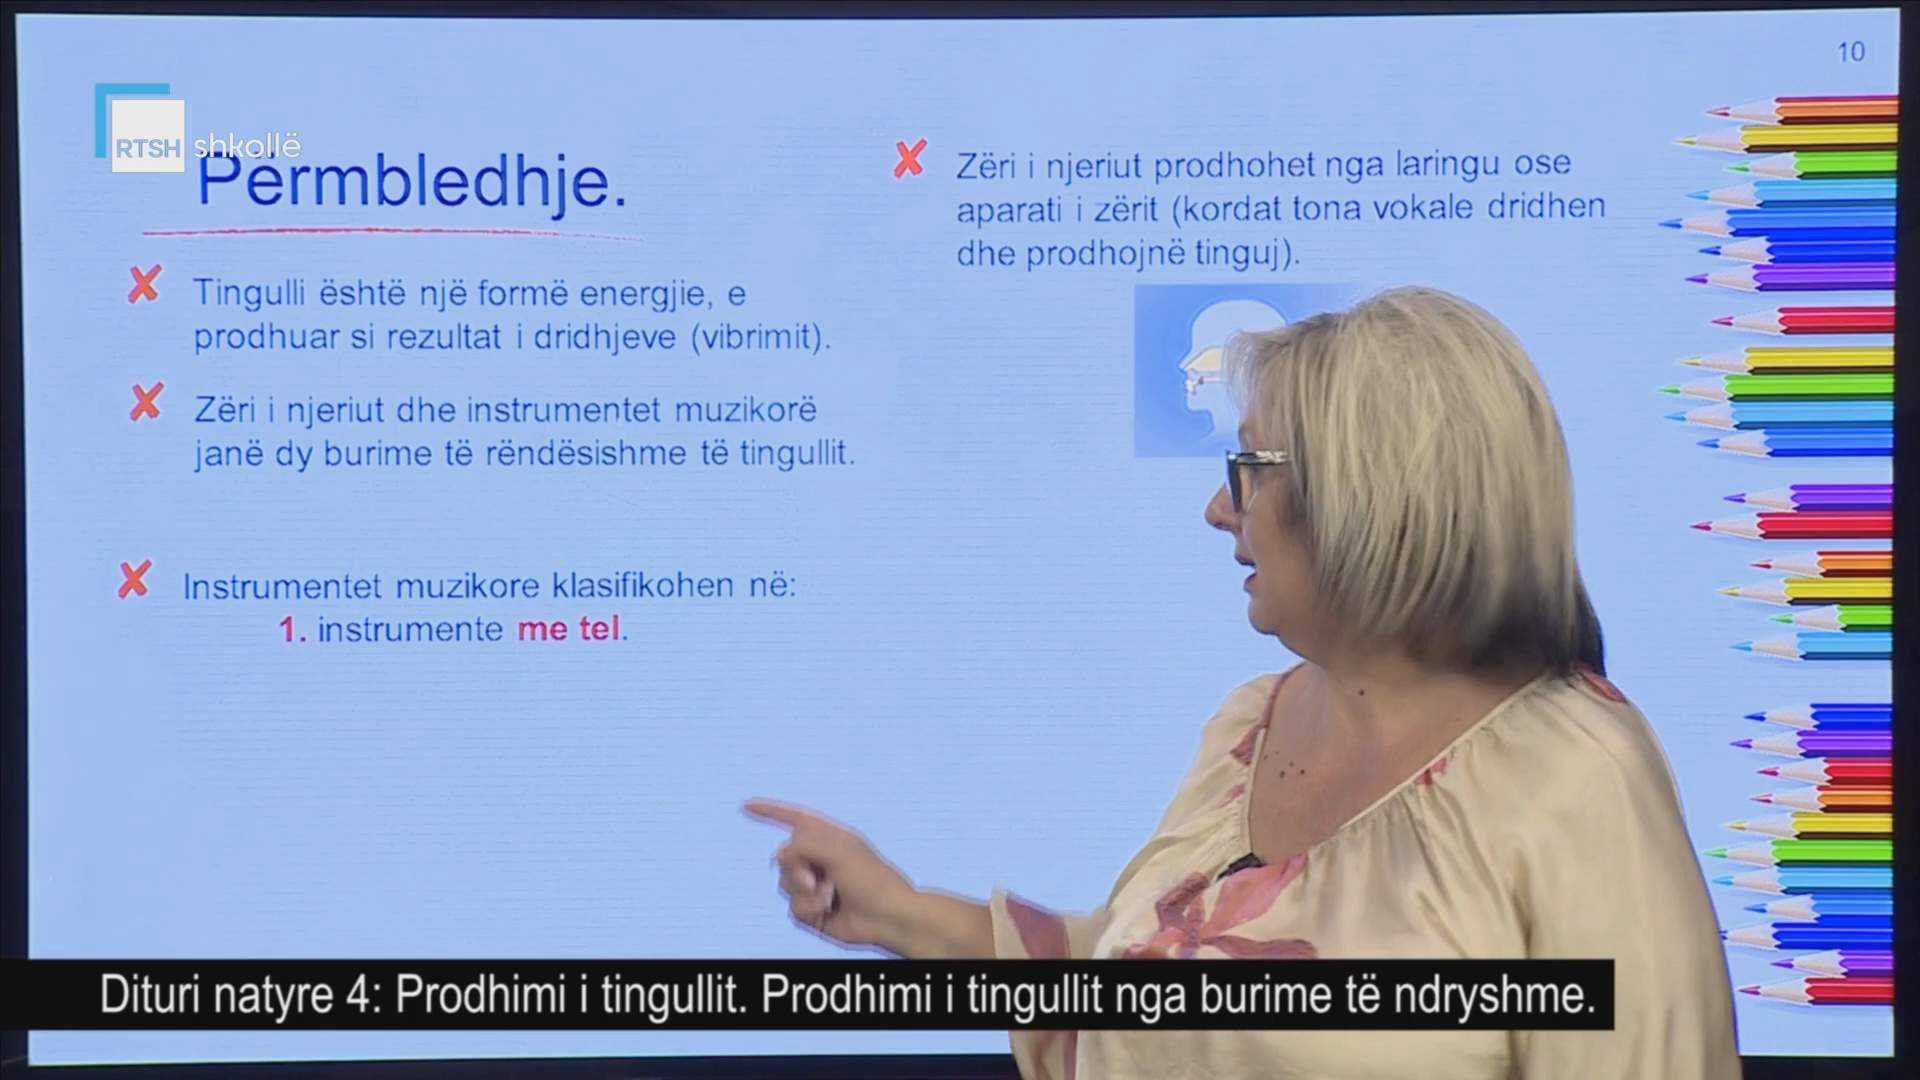 10
RTSH shkollë
Përmbledhje.
✘ Tingulli është një formë energjie, e
prodhuar si rezultat i dridhjeve (vibrimit).
✘ Zëri i njeriut dhe instrumentet muzikorë
janë dy burime të rëndësishme të tingullit.
✘ Instrumentet muzikore klasifikohen në:
1. instrumente me tel.
✘ Zëri i njeriut prodhohet nga laringu ose
aparati i zërit (kordat tona vokale dridhen
dhe prodhojnë tinguj).
Dituri natyre 4: Prodhimi i tingullit. Prodhimi i tingullit nga burime të ndryshme.